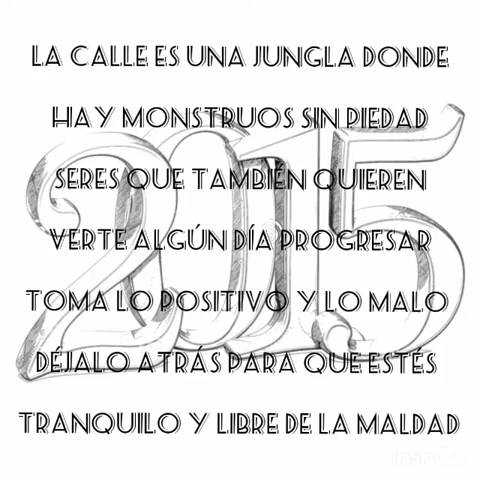 LA CALLE ES UNA JUNGLA DONDE
HAY MONSTRUOS SIN PIEDAD
SERES QUE TAMBIÉN QUIEREN
VERTE ALGÚN DÍA PROGRESAR
TOMA LO POSITIVO Y LO MALO
DÉJALO ATRÁS PARA QUE ESTÉS
TRANQUILO Y LIBRE DE LA MALDAD
2015